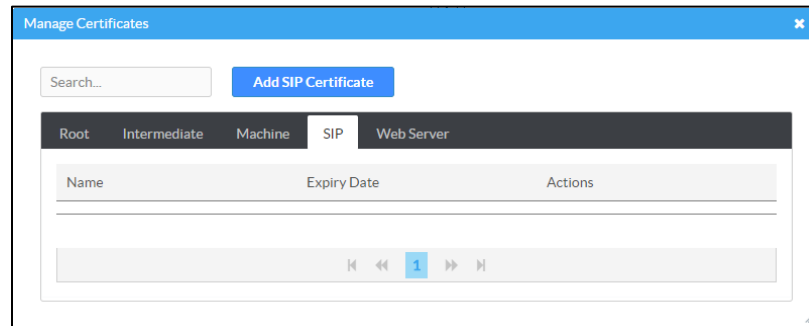 Manage Certificates
Search...
Add SIP Certificate
Root Intermediate Machine SIP Web Server
Name Expiry Date Actions
1